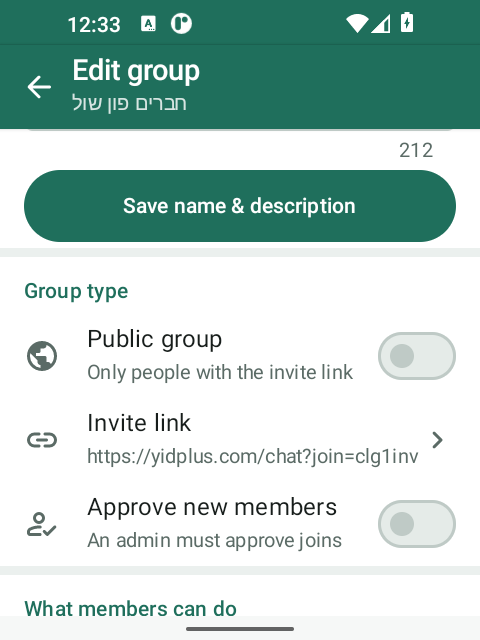 12:33
Edit group
חברים פון שול
212
Save name & description
Group type
Public group
Only people with the invite link
Invite link
https://yidplus.com/chat?join=clg1inv
Approve new members
An admin must approve joins
What members can do